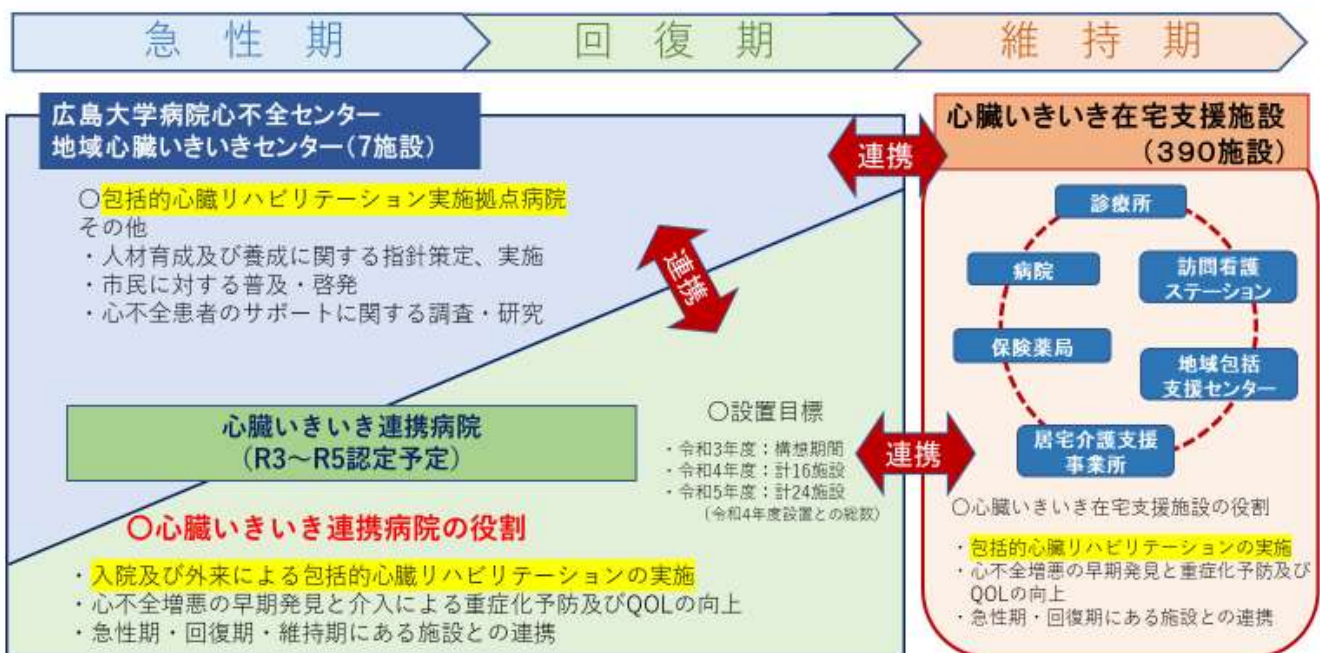 急性期
回復期
維持期
広島大学病院心不全センター
地域心臓いきいきセンター（7施設）
〇包括的心臓リハビリテーション実施拠点病院
その他
・人材育成及び養成に関する指針策定、実施
・市民に対する普及・啓発
・心不全患者のサポートに関する調査・研究
連携
連携
心臓いきいき連携病院
（R3～R5認定予定）
〇設置目標
・令和3年度：構想期間
・令和4年度：計16施設
・令和5年度：計24施設
（令和4年度設置との総数）
連携
〇心臓いきいき連携病院の役割
・入院及び外来による包括的心臓リハビリテーションの実施
・心不全増悪の早期発見と介入による重症化予防及びQOLの向上
・急性期・回復期・維持期にある施設との連携
心臓いきいき在宅支援施設
（390施設）
診療所
病院
訪問看護
ステーション
保険薬局
地域包括
支援センター
居宅介護支援
事業所
〇心臓いきいき在宅支援施設の役割
・包括的心臓リハビリテーションの実施
・心不全増悪の早期発見と重症化予防及び
QOLの向上
・急性期・回復期にある施設との連携